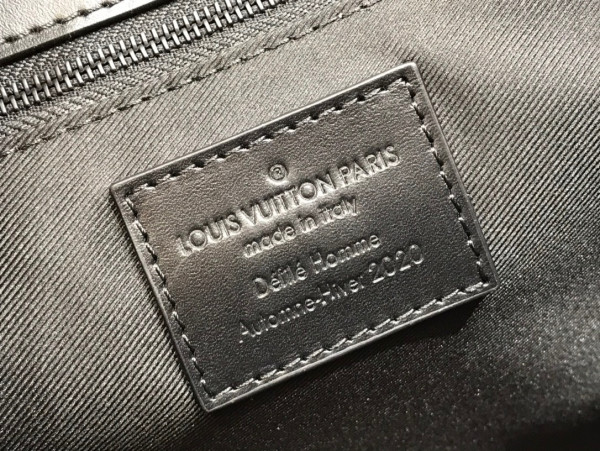 ®
LOUIS VUITTON PARIS
made in Italy
Défilé Homme
Automne-Hiver 2020